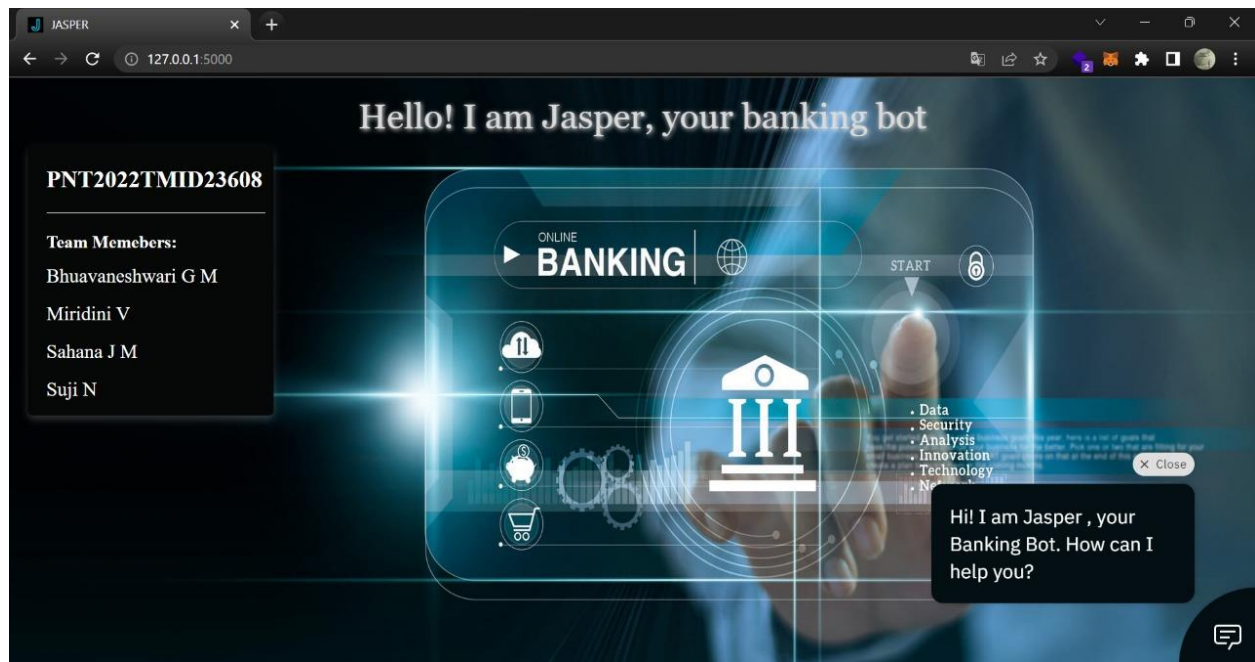 JASPER
127.0.0.1:5000
2
Hello! I am Jasper, your banking bot
PNT2022TMID23608
Team Memebers:
Bhuavaneshwari G M
Miridini V
Sahana J M
Suji N
ONLINE
BANKING
START
Data
Security
Analysis
Innovation
Technology
Close
Hi! I am Jasper , your
Banking Bot. How can I
help you?